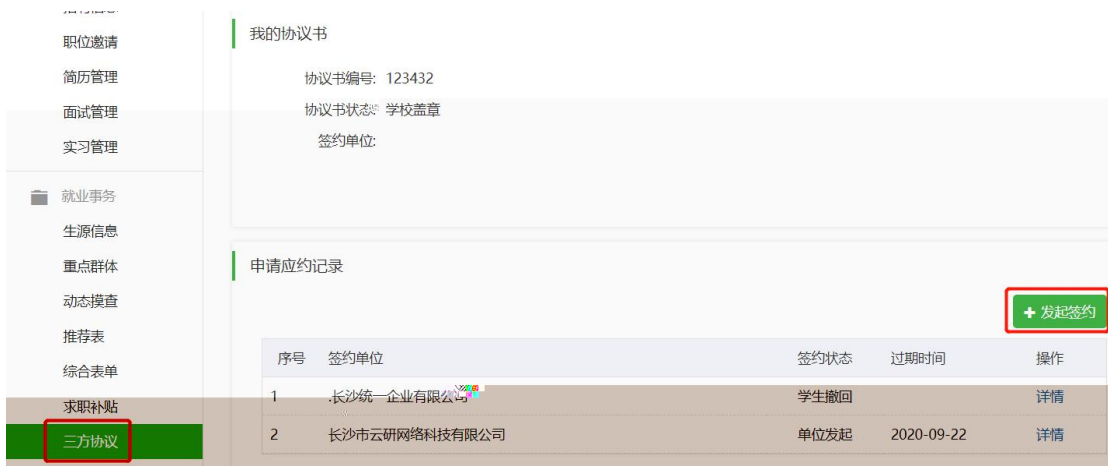 职位邀请
简历管理
面试管理
实习管理
就业事务
生源信息
重点群体
动态摸查
推荐表
综合表单
求职补贴
三方协议
我的协议书
协议书编号: 123432
协议书状态: 学校盖章
签约单位:
申请应约记录
+ 发起签约
序号 签约单位 签约状态 过期时间 操作
1 .长沙统一企业有限公司 学生撤回 详情
2 长沙市云研网络科技有限公司 单位发起 2020-09-22 详情